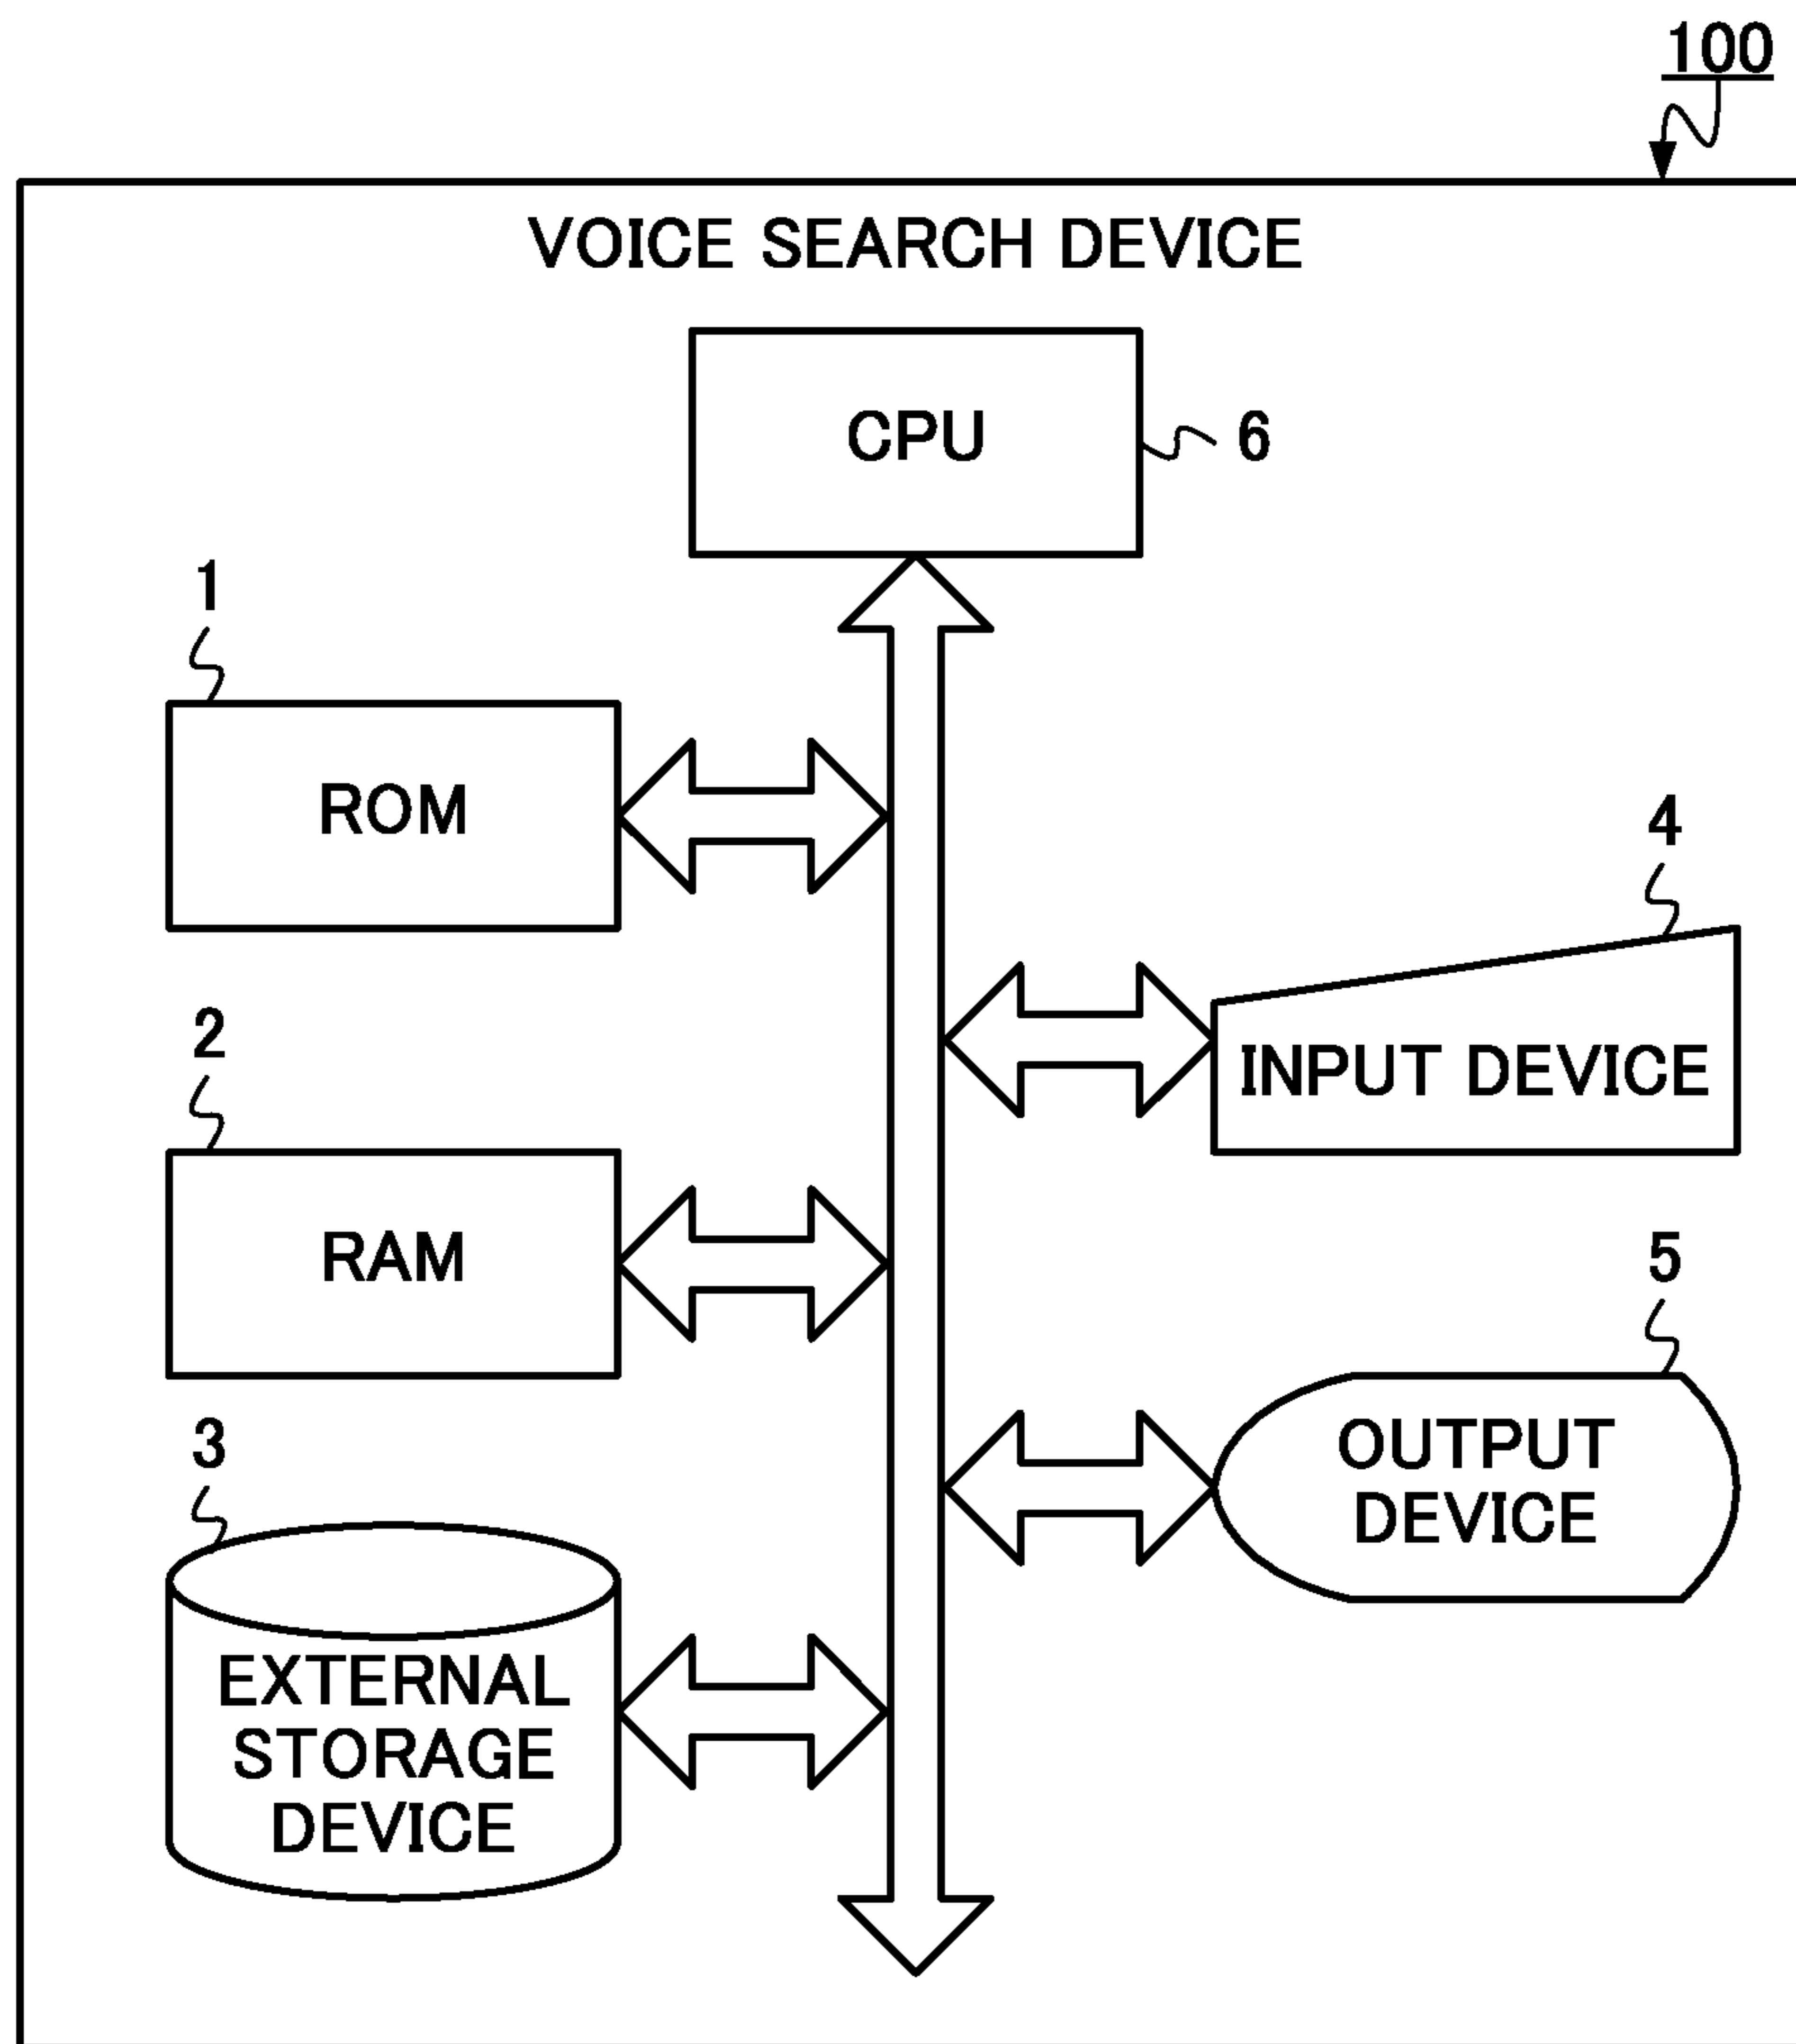 100
VOICE SEARCH DEVICE
CPU
6
1
ROM
4
INPUT DEVICE
2
RAM
5
OUTPUT
DEVICE
3
EXTERNAL
STORAGE
DEVICE